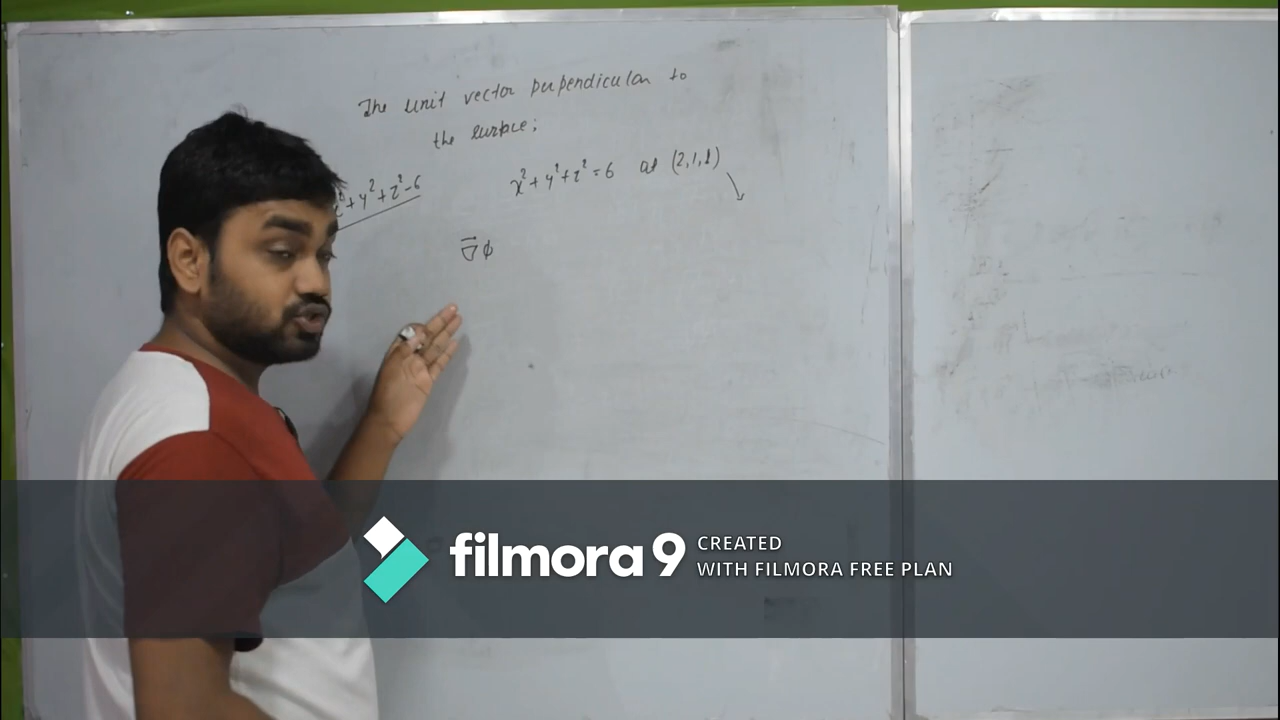 The unit vector perpendicular to
the surface;
x²+y²+z²-6
x²+y²+z²=6 at (2,1,1)
∇⃗ φ
filmora9 CREATED
WITH FILMORA FREE PLAN